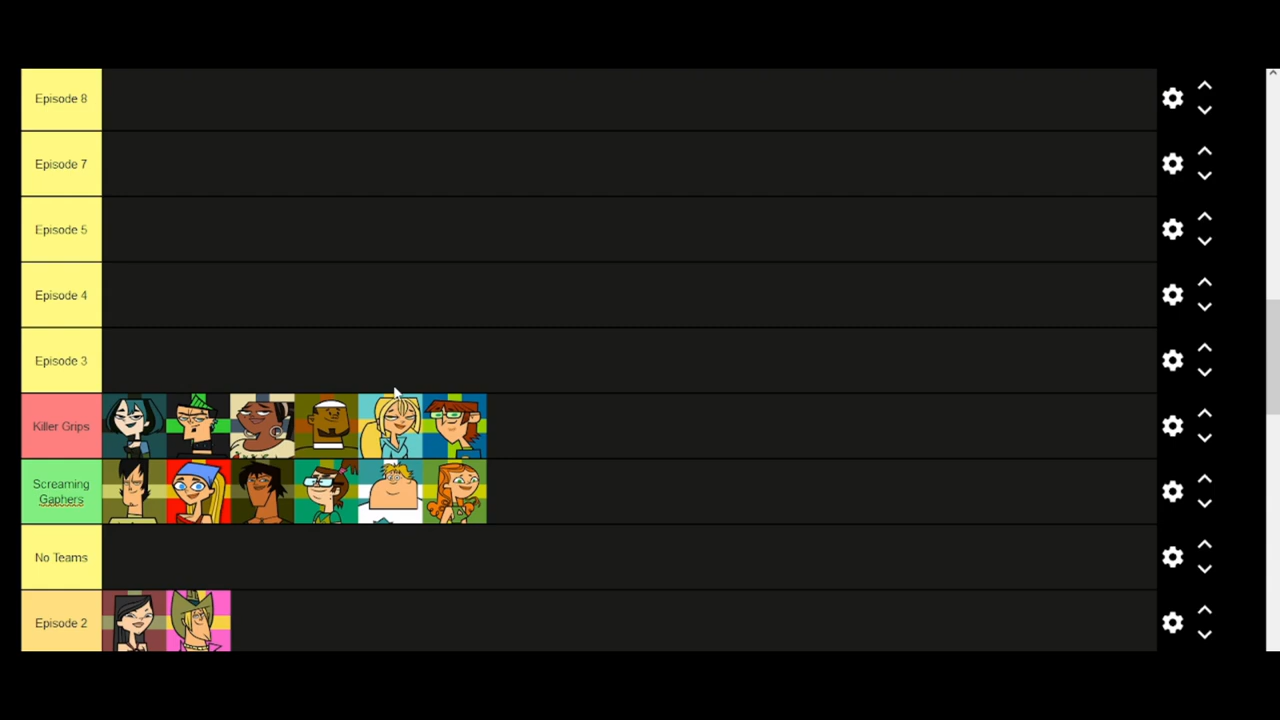 Episode 8
Episode 7
Episode 5
Episode 4
Episode 3
Killer Grips
Screaming
Gaphers
No Teams
Episode 2